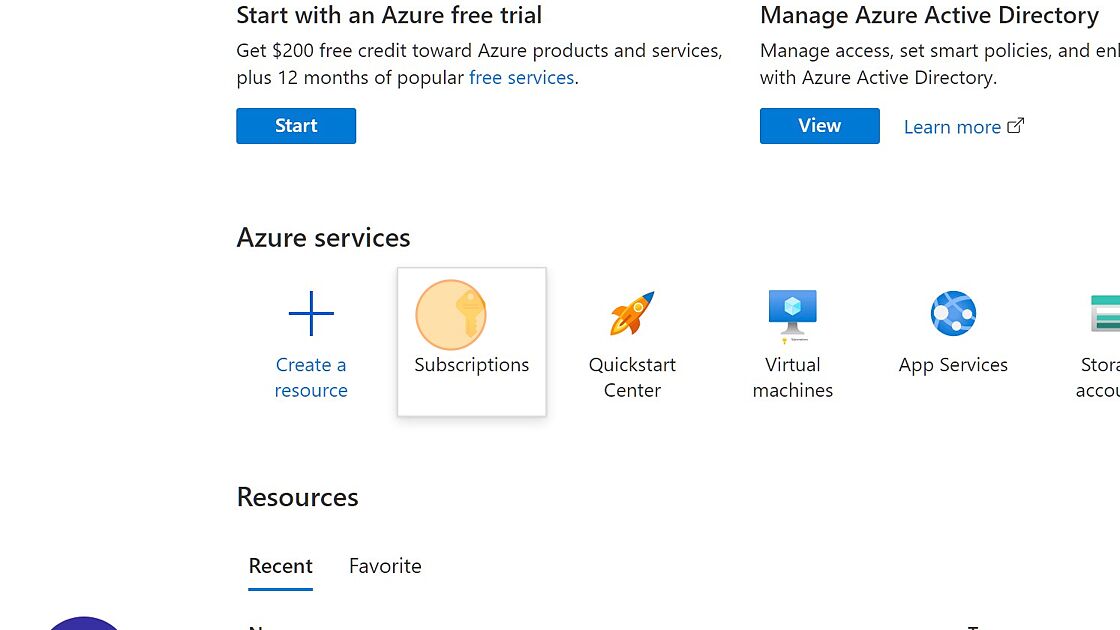 Start with an Azure free trial
Get $200 free credit toward Azure products and services,
plus 12 months of popular free services.
Start
Manage Azure Active Directory
Manage access, set smart policies, and
with Azure Active Directory.
View
Learn more
Azure services
Create a
resource
Subscriptions
Quickstart
Center
Virtual
machines
App Services
Resources
Recent
Favorite